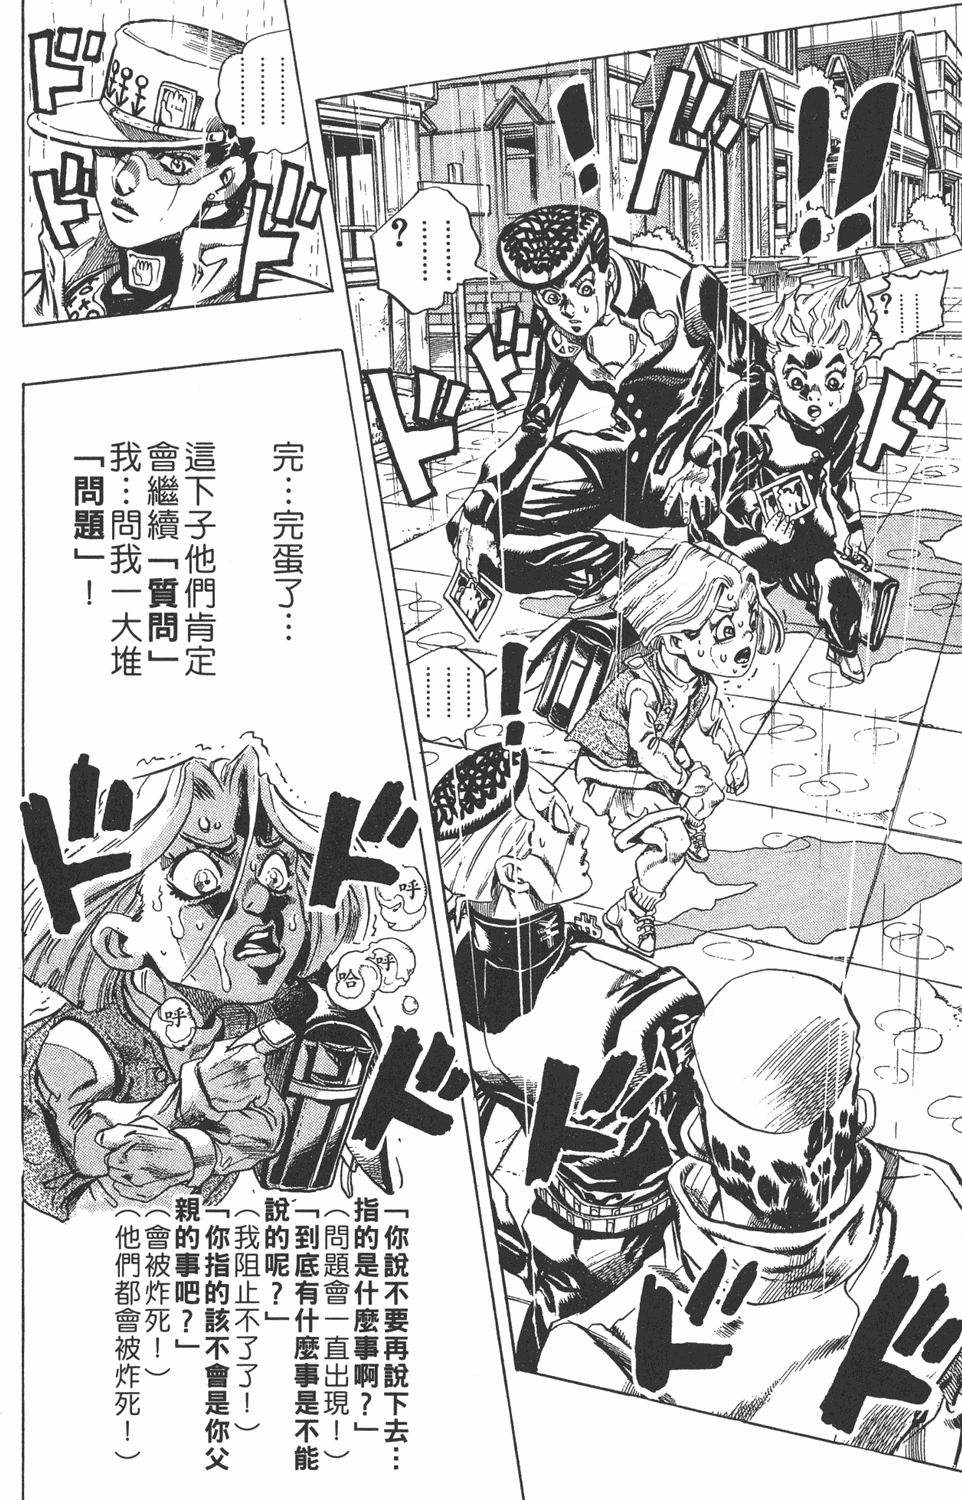 !!
!
ドド
…………?
…………?
ドドド
…………
!
ドド
ドド
…………
ド
ド
ド
完…完蛋了…
這下子他們肯定
會繼續「質問」
我…問我一大堆
「問題」!
ドド
呼
呼
哈
呼
ド
「你說不要再說下去…
指的是什麼事啊?」
(問題會一直出現!)
「到底有什麼事是不能
說的呢?」
(我阻止不了了!)
「你指的該不會是你父
親的事吧?」
(會被炸死!)
(他們都會被炸死!)